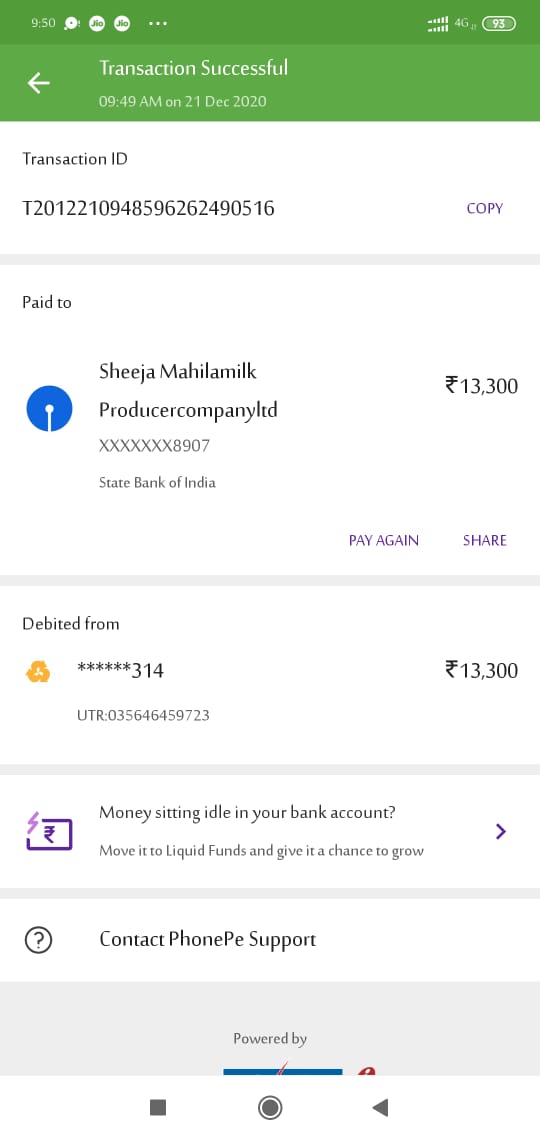 9:50 Jio Jio ... 4G 93
Transaction Successful
09:49 AM on 21 Dec 2020
Transaction ID
T2012210948596262490516 COPY
Paid to
Sheeja Mahilamilk
Producercompanyltd
₹13,300
XXXXXXX8907
State Bank of India
PAY AGAIN SHARE
Debited from
******314 ₹13,300
UTR:035646459723
Money sitting idle in your bank account?
Move it to Liquid Funds and give it a chance to grow
Contact PhonePe Support
Powered by